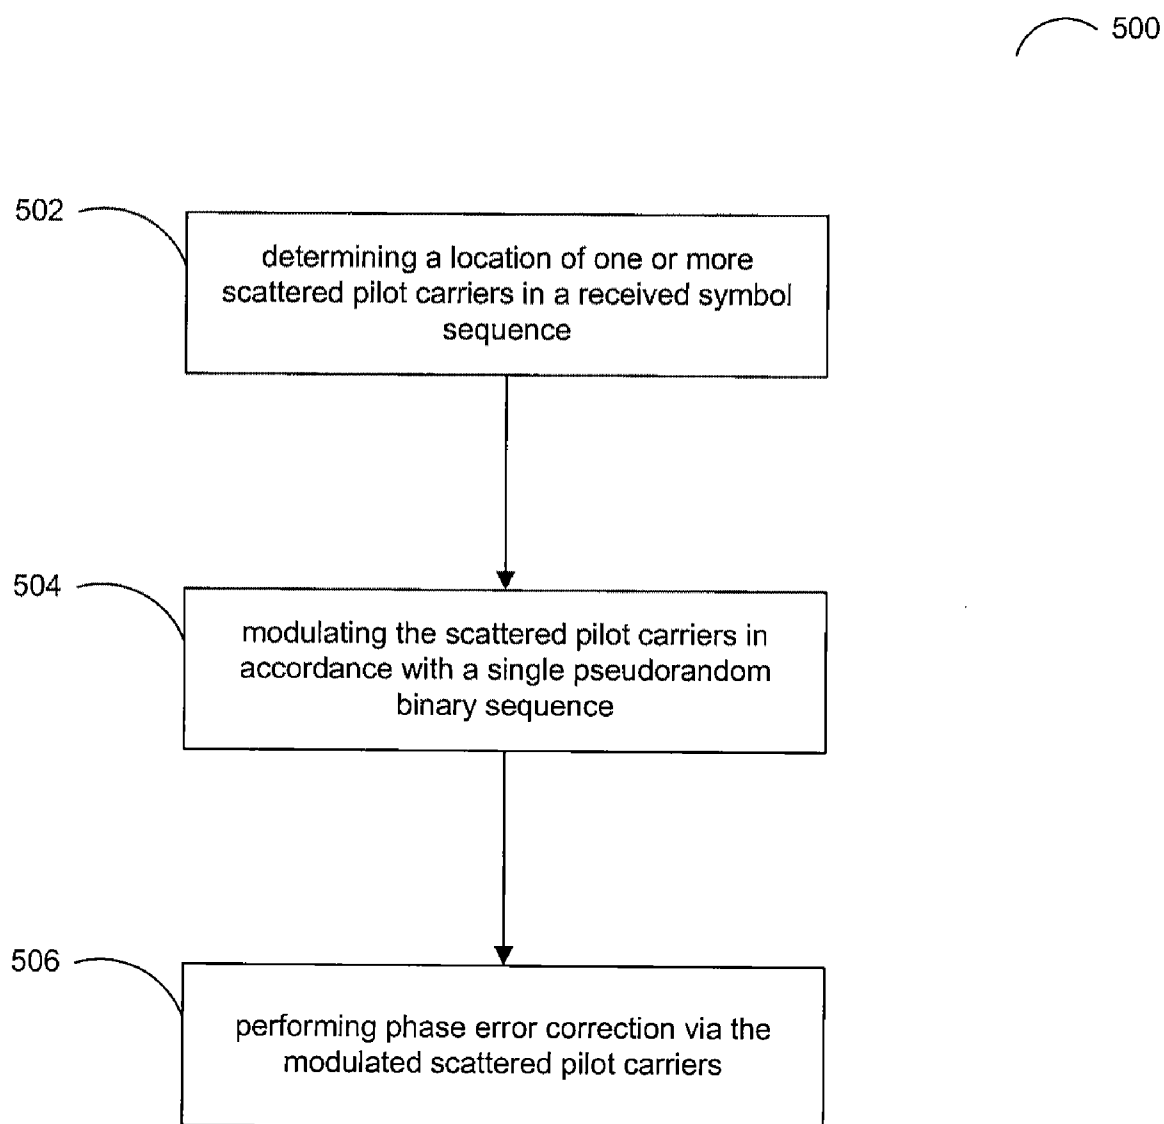 500
502
determining a location of one or more
scattered pilot carriers in a received symbol
sequence
504
modulating the scattered pilot carriers in
accordance with a single pseudorandom
binary sequence
506
performing phase error correction via the
modulated scattered pilot carriers